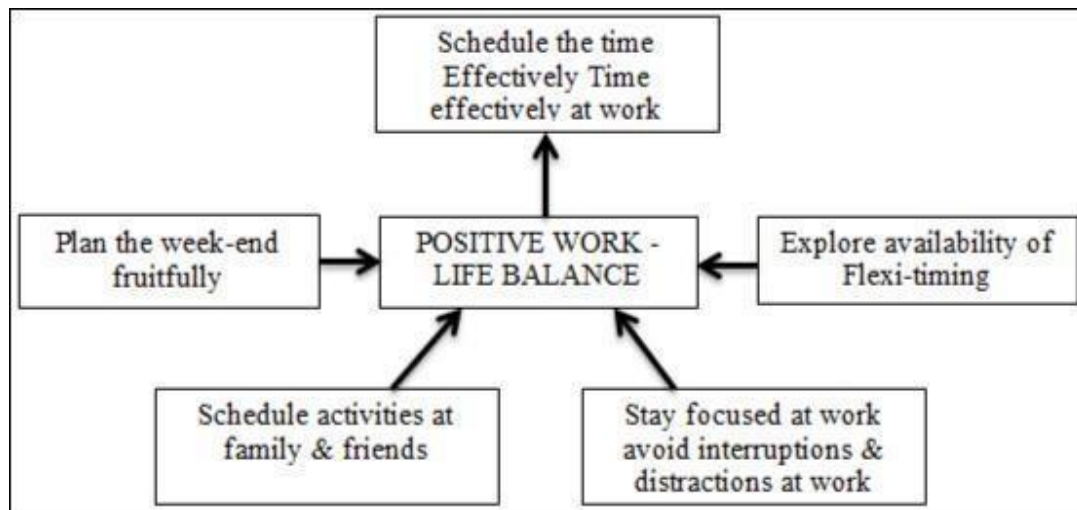 Schedule the time
Effectively Time
effectively at work
Plan the week-end
fruitfully
POSITIVE WORK -
LIFE BALANCE
Explore availability of
Flexi-timing
Schedule activities at
family & friends
Stay focused at work
avoid interruptions &
distractions at work